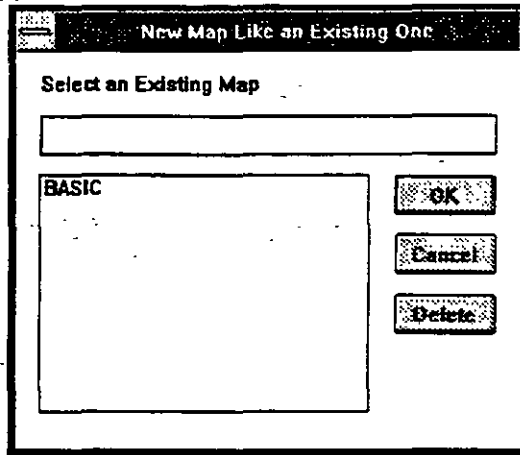 New Map Like an Existing One
Select an Existing Map
BASIC
OK
Cancel
Delete